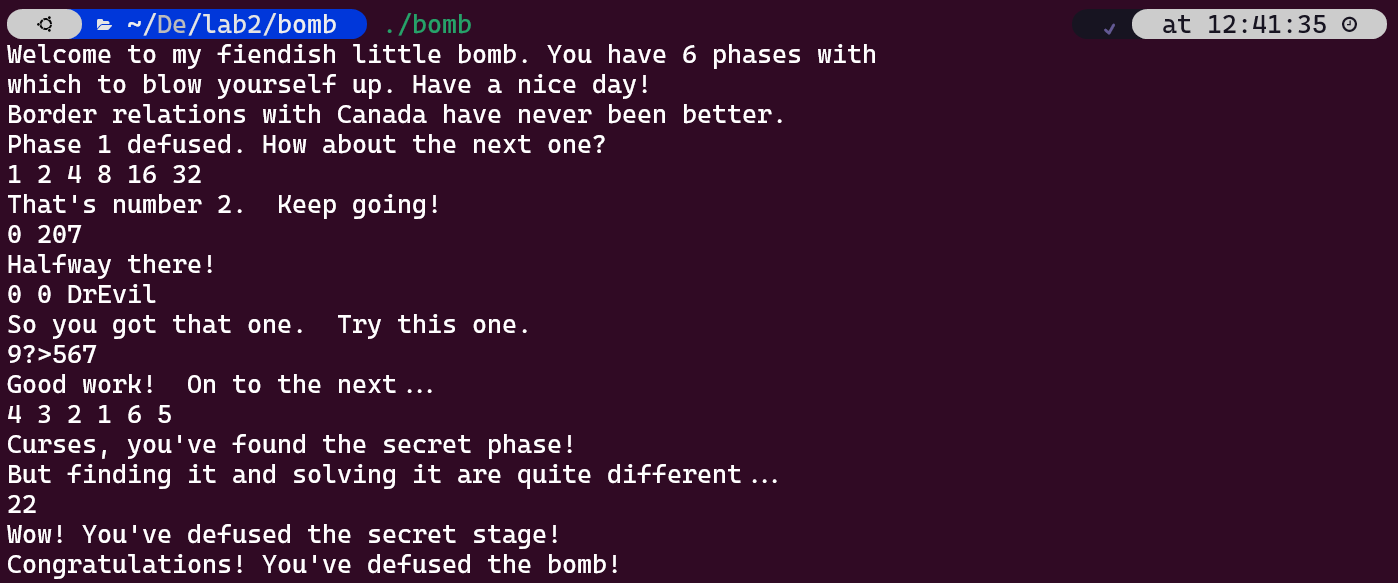 ~/De/lab2/bomb ./bomb at 12:41:35
Welcome to my fiendish little bomb. You have 6 phases with
which to blow yourself up. Have a nice day!
Border relations with Canada have never been better.
Phase 1 defused. How about the next one?
1 2 4 8 16 32
That's number 2.  Keep going!
0 207
Halfway there!
0 0 DrEvil
So you got that one.  Try this one.
9?>567
Good work!  On to the next...
4 3 2 1 6 5
Curses, you've found the secret phase!
But finding it and solving it are quite different...
22
Wow! You've defused the secret stage!
Congratulations! You've defused the bomb!